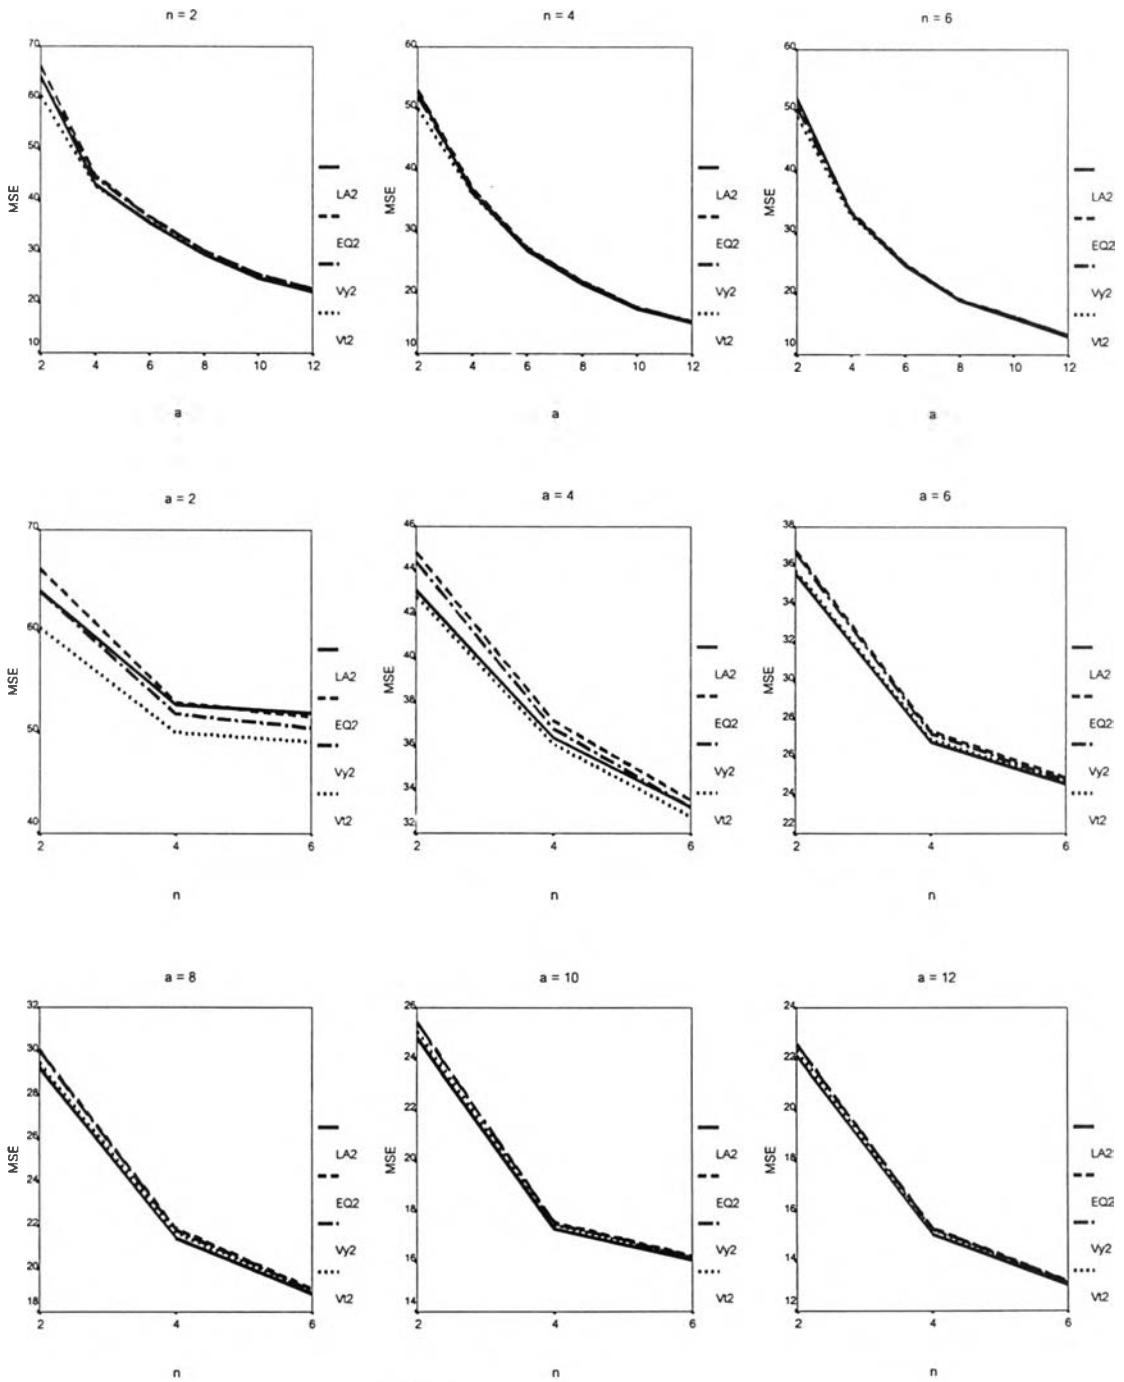 n = 2
n = 4
n = 6
70
60
50
40
30
20
10
MSE
2 4 6 8 10 12
a
LA2
EQ2
Vy2
Vt2
60
50
40
30
20
10
MSE
2 4 6 8 10 12
a
LA2
EQ2
Vy2
Vt2
60
50
40
30
20
10
MSE
2 4 6 8 10 12
a
LA2
EQ2
Vy2
Vt2
a = 2
a = 4
a = 6
70
60
50
40
MSE
2 4 6
n
LA2
EQ2
Vy2
Vt2
46
44
42
40
38
36
34
32
MSE
2 4 6
n
LA2
EQ2
Vy2
Vt2
38
36
34
32
30
28
26
24
22
MSE
2 4 6
n
LA2
EQ2
Vy2
Vt2
a = 8
a = 10
a = 12
32
30
28
26
24
22
20
18
MSE
2 4 6
n
LA2
EQ2
Vy2
Vt2
26
24
22
20
18
16
14
MSE
2 4 6
n
LA2
EQ2
Vy2
Vt2
24
22
20
18
16
14
12
MSE
2 4 6
n
LA2
EQ2
Vy2
Vt2